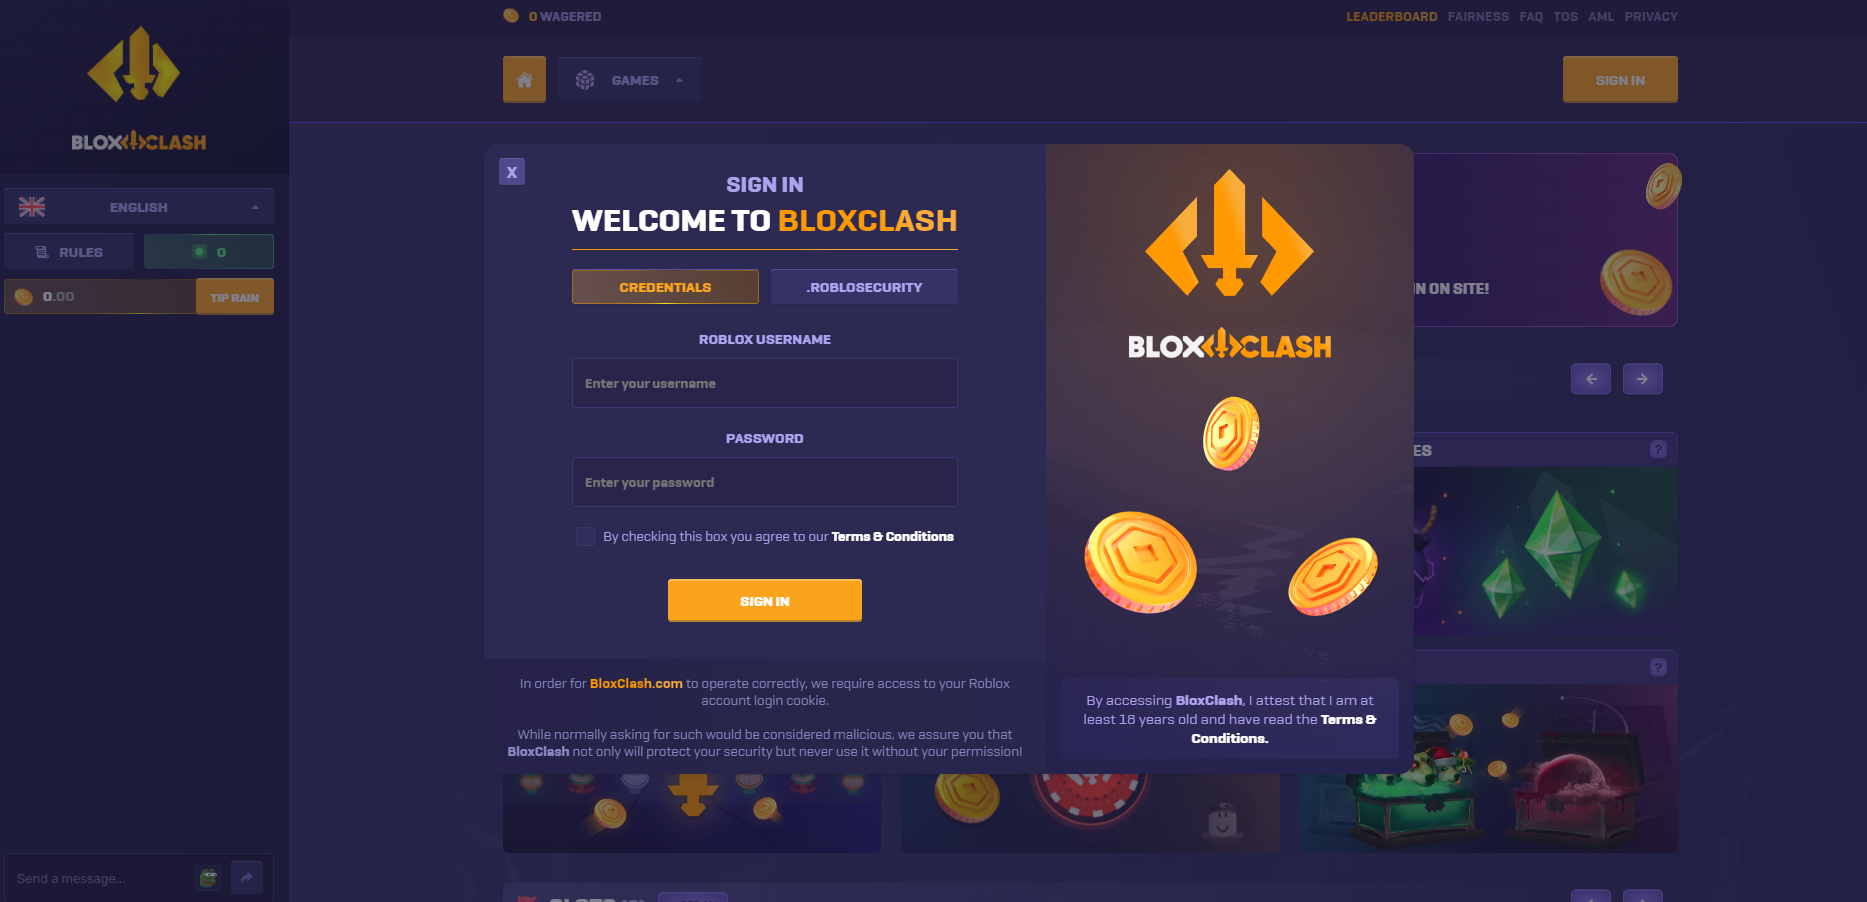 0 WAGERED
LEADERBOARD FAIRNESS FAQ TOS AML PRIVACY
GAMES
SIGN IN
BLOX CLASH
ENGLISH
RULES
0
0.00
TIP RAIN
Send a message...
X
SIGN IN
WELCOME TO BLOXCLASH
CREDENTIALS
.ROBLOSECURITY
ROBLOX USERNAME
Enter your username
PASSWORD
Enter your password
By checking this box you agree to our Terms & Conditions
SIGN IN
In order for BloxClash.com to operate correctly, we require access to your Roblox
account login cookie.
While normally asking for such would be considered malicious, we assure you that
BloxClash not only will protect your security but never use it without your permission!
BLOX CLASH
By accessing BloxClash, I attest that I am at
least 18 years old and have read the Terms &
Conditions.
N ON SITE!
ES
?
?